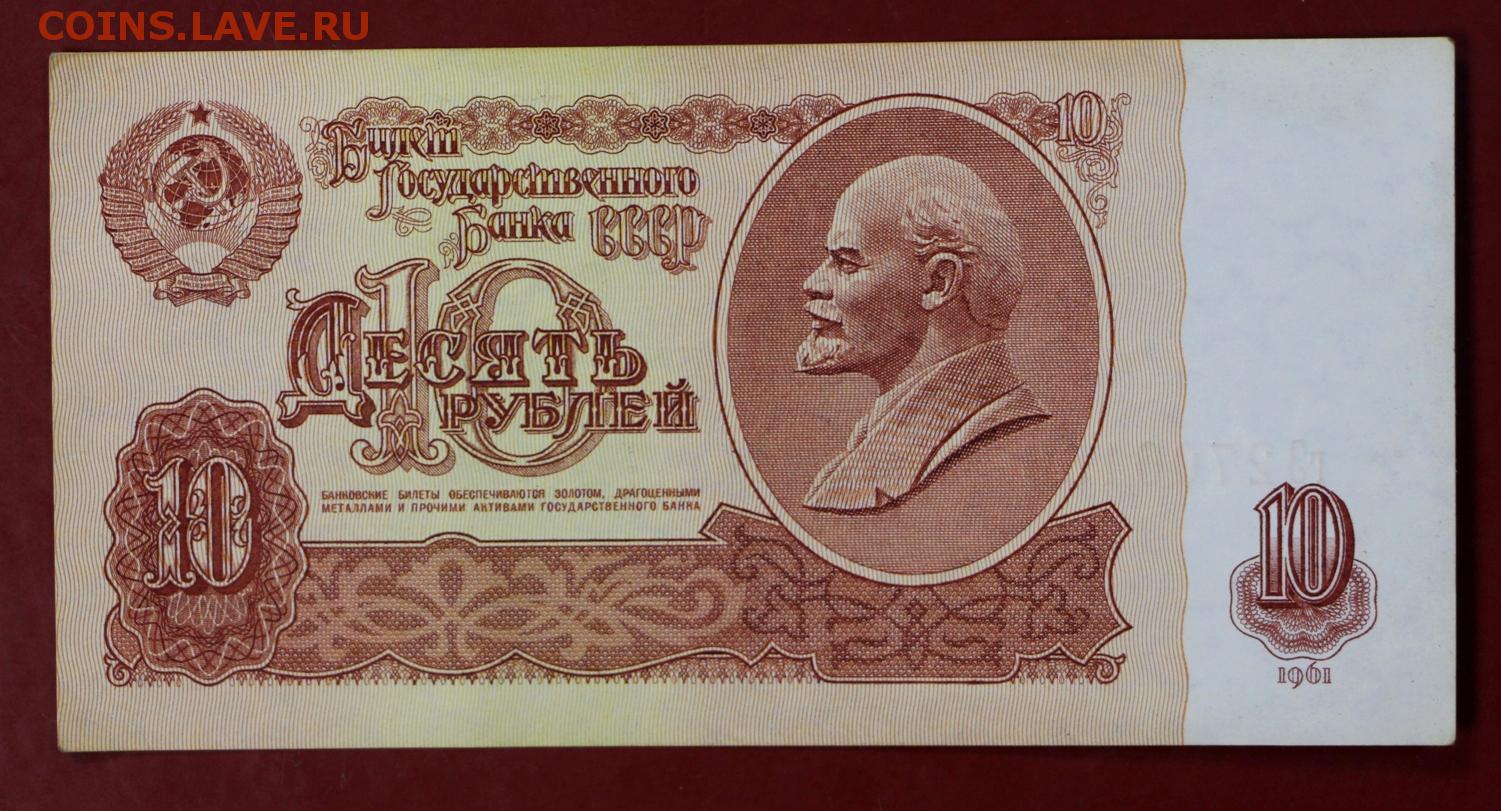 COINS.LAVE.RU
10
Билет
Государственного
Банка СССР
10
Десять
рублей
БАНКОВСКИЕ БИЛЕТЫ ОБЕСПЕЧИВАЮТСЯ ЗОЛОТОМ, ДРАГОЦЕННЫМИ
МЕТАЛЛАМИ И ПРОЧИМИ АКТИВАМИ ГОСУДАРСТВЕННОГО БАНКА
10
10
1961